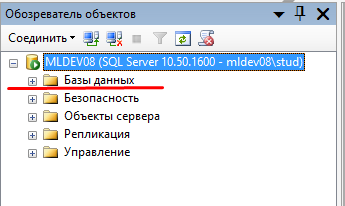 Обозреватель объектов
Соединить
MLDEV08 (SQL Server 10.50.1600 - mldev08\stud)
Базы данных
Безопасность
Объекты сервера
Репликация
Управление